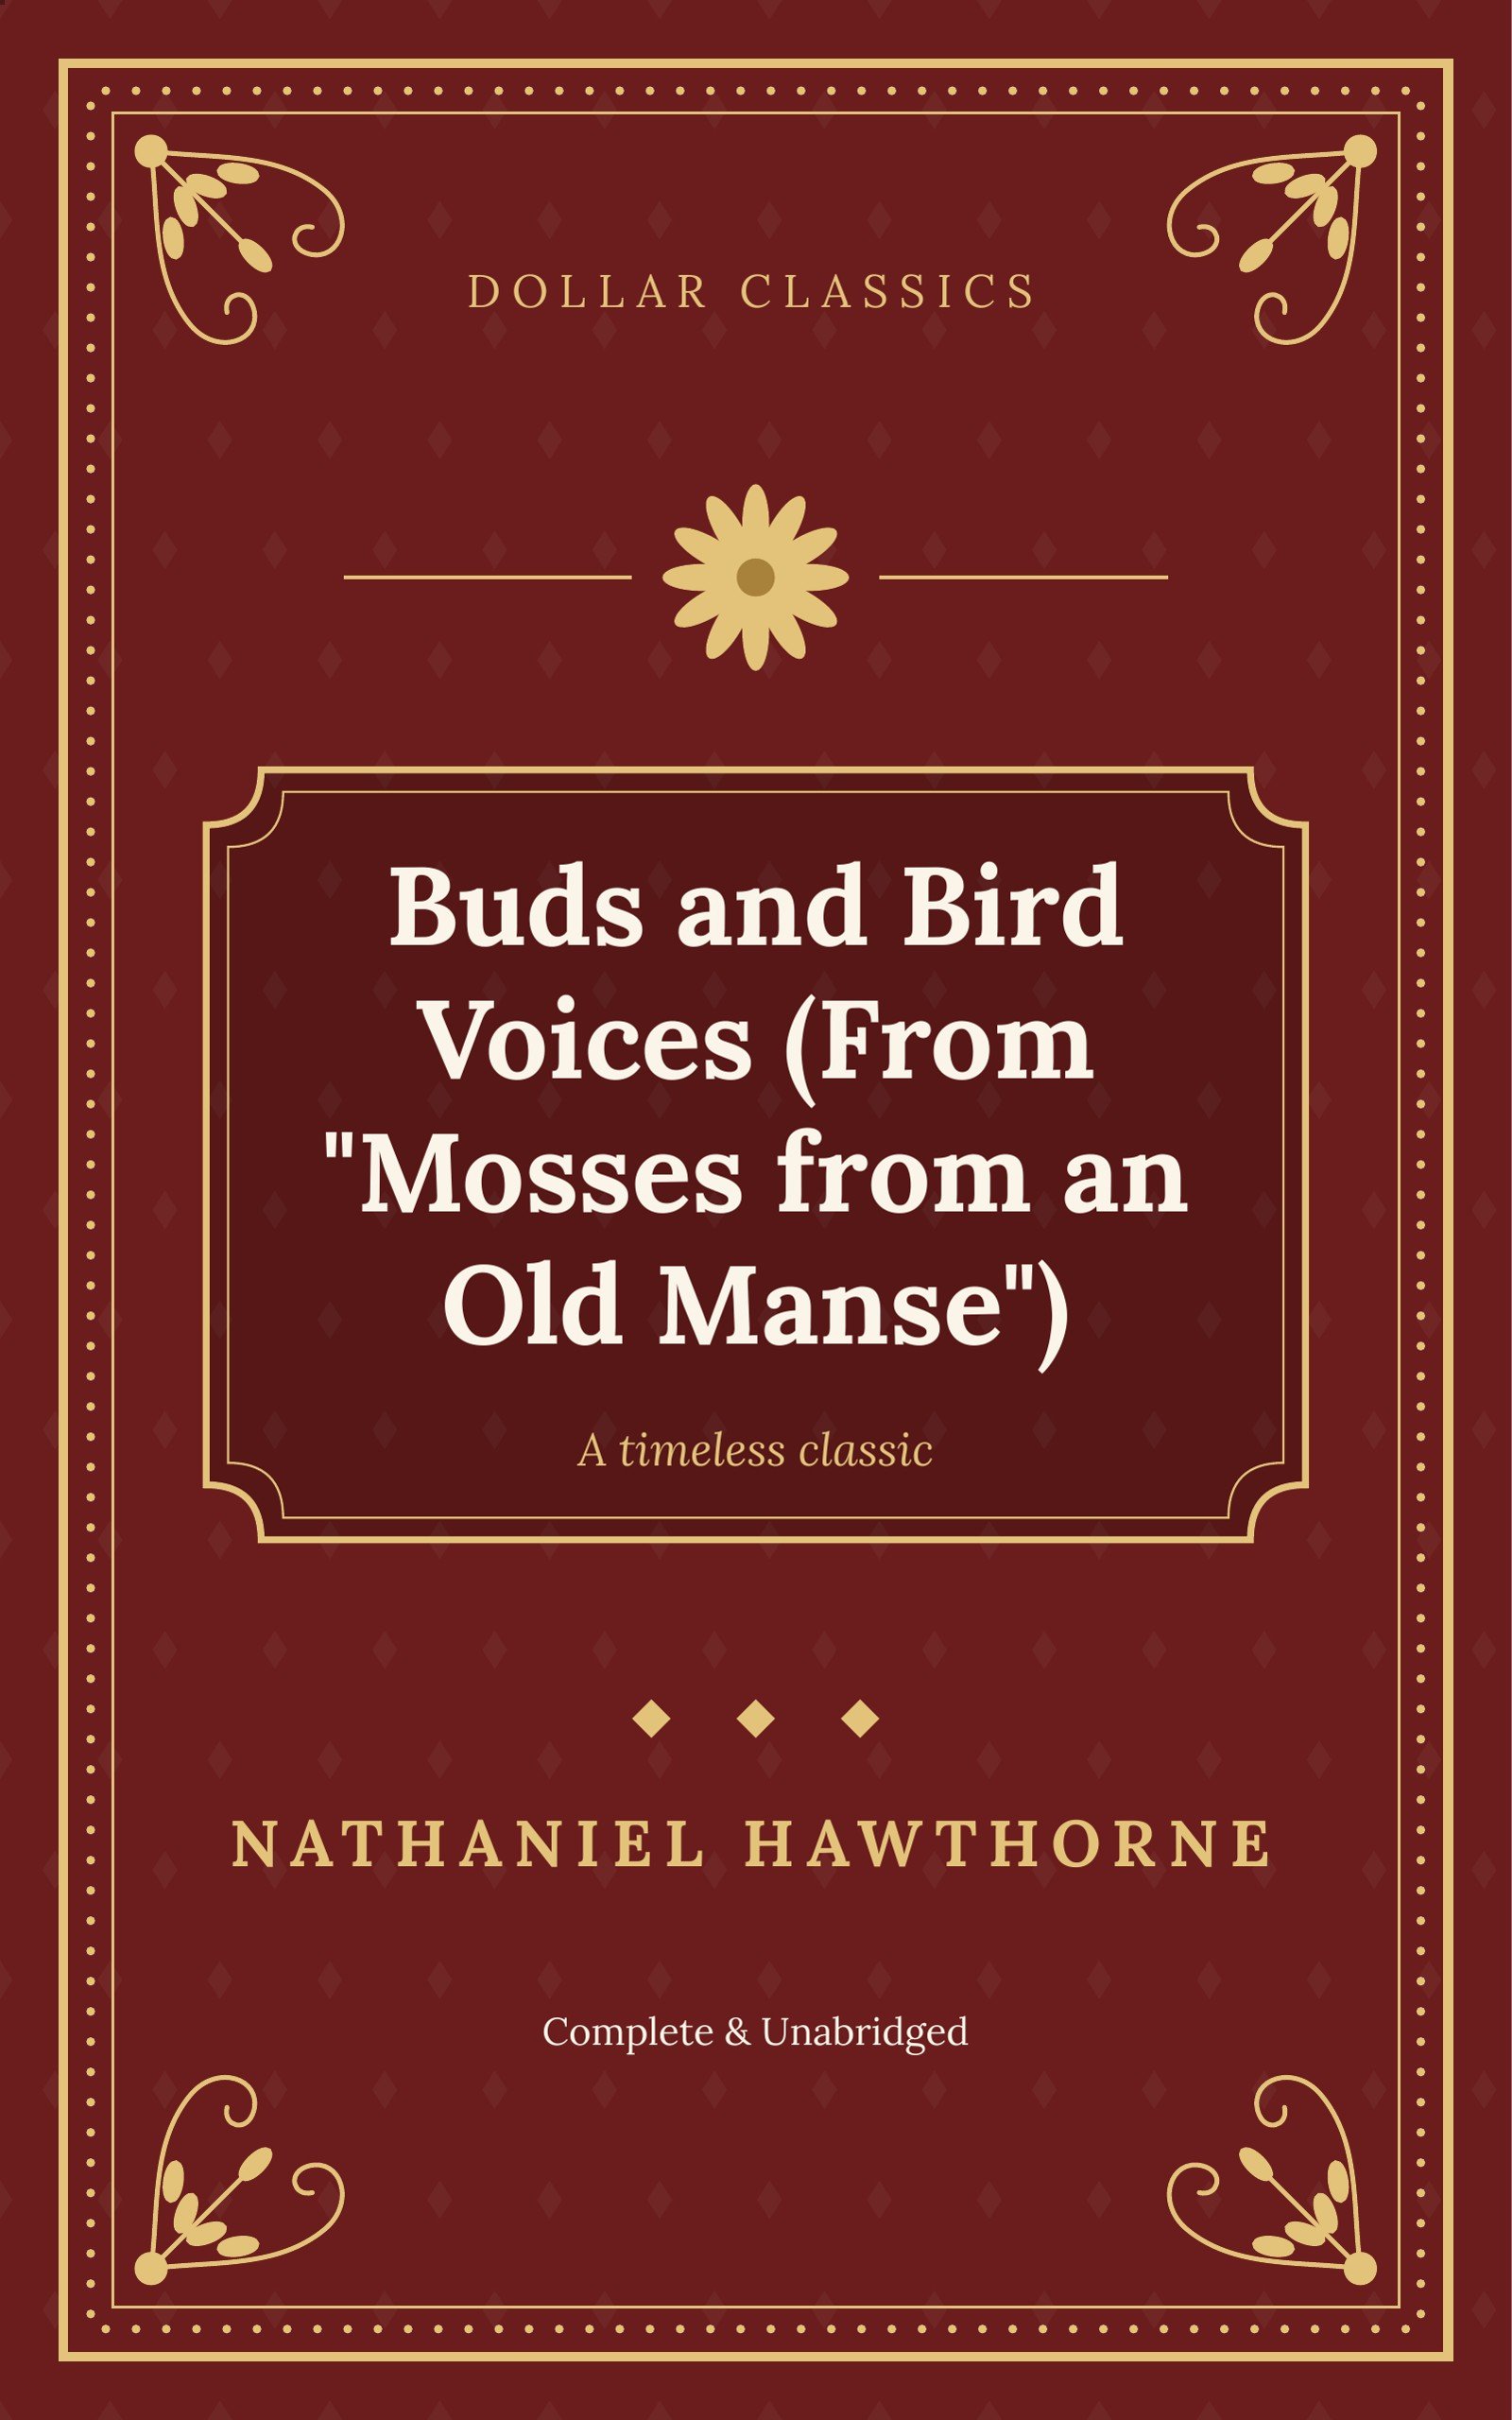 DOLLAR CLASSICS
Buds and Bird
Voices (From
"Mosses from an
Old Manse")
A timeless classic
NATHANIEL HAWTHORNE
Complete & Unabridged